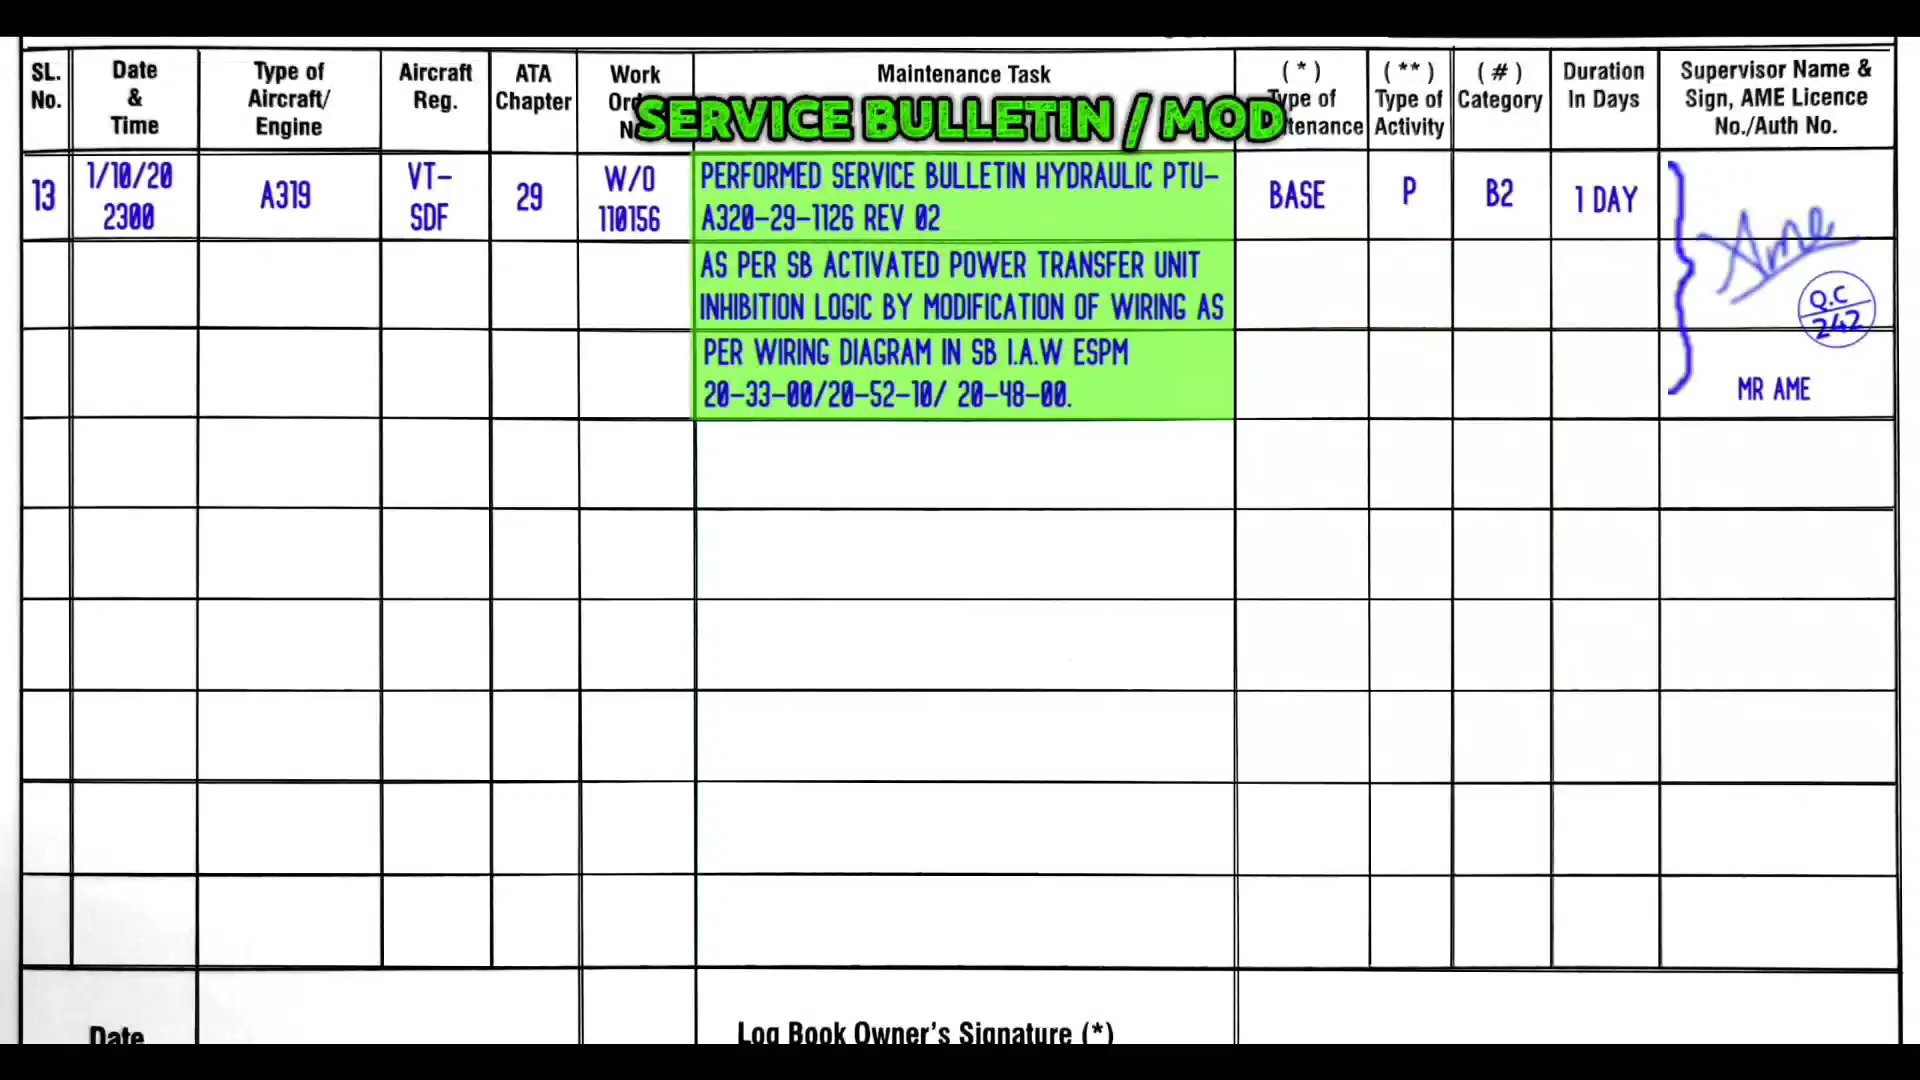 SL.
No.
Date
&
Time
Type of
Aircraft/
Engine
Aircraft
Reg.
ATA
Chapter
Work
Maintenance Task
SERVICE BULLETIN / MOD
( * )
Type of
( ** )
Type of
Activity
( # )
Category
Duration
In Days
Supervisor Name &
Sign, AME Licence
No./Auth No.
13
1/10/20
2300
A319
VT-
SDF
29
W/O
110156
PERFORMED SERVICE BULLETIN HYDRAULIC PTU-
A320-29-1126 REV 02
AS PER SB ACTIVATED POWER TRANSFER UNIT
INHIBITION LOGIC BY MODIFICATION OF WIRING AS
PER WIRING DIAGRAM IN SB I.A.W ESPM
20-33-00/20-52-10/ 20-48-00.
BASE
P
B2
1 DAY
Ame
Q.C
242
MR AME
Date
Log Book Owner's Signature (*)